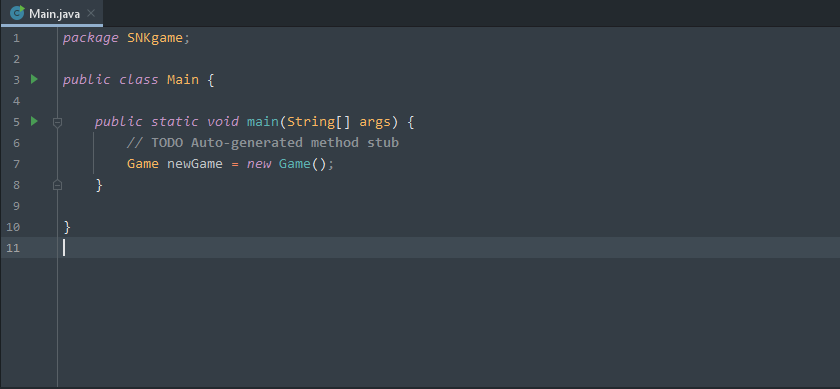 Main.java
1 package SNKgame;
2
3 public class Main {
4
5 public static void main(String[] args) {
6 // TODO Auto-generated method stub
7 Game newGame = new Game();
8 }
9
10 }
11